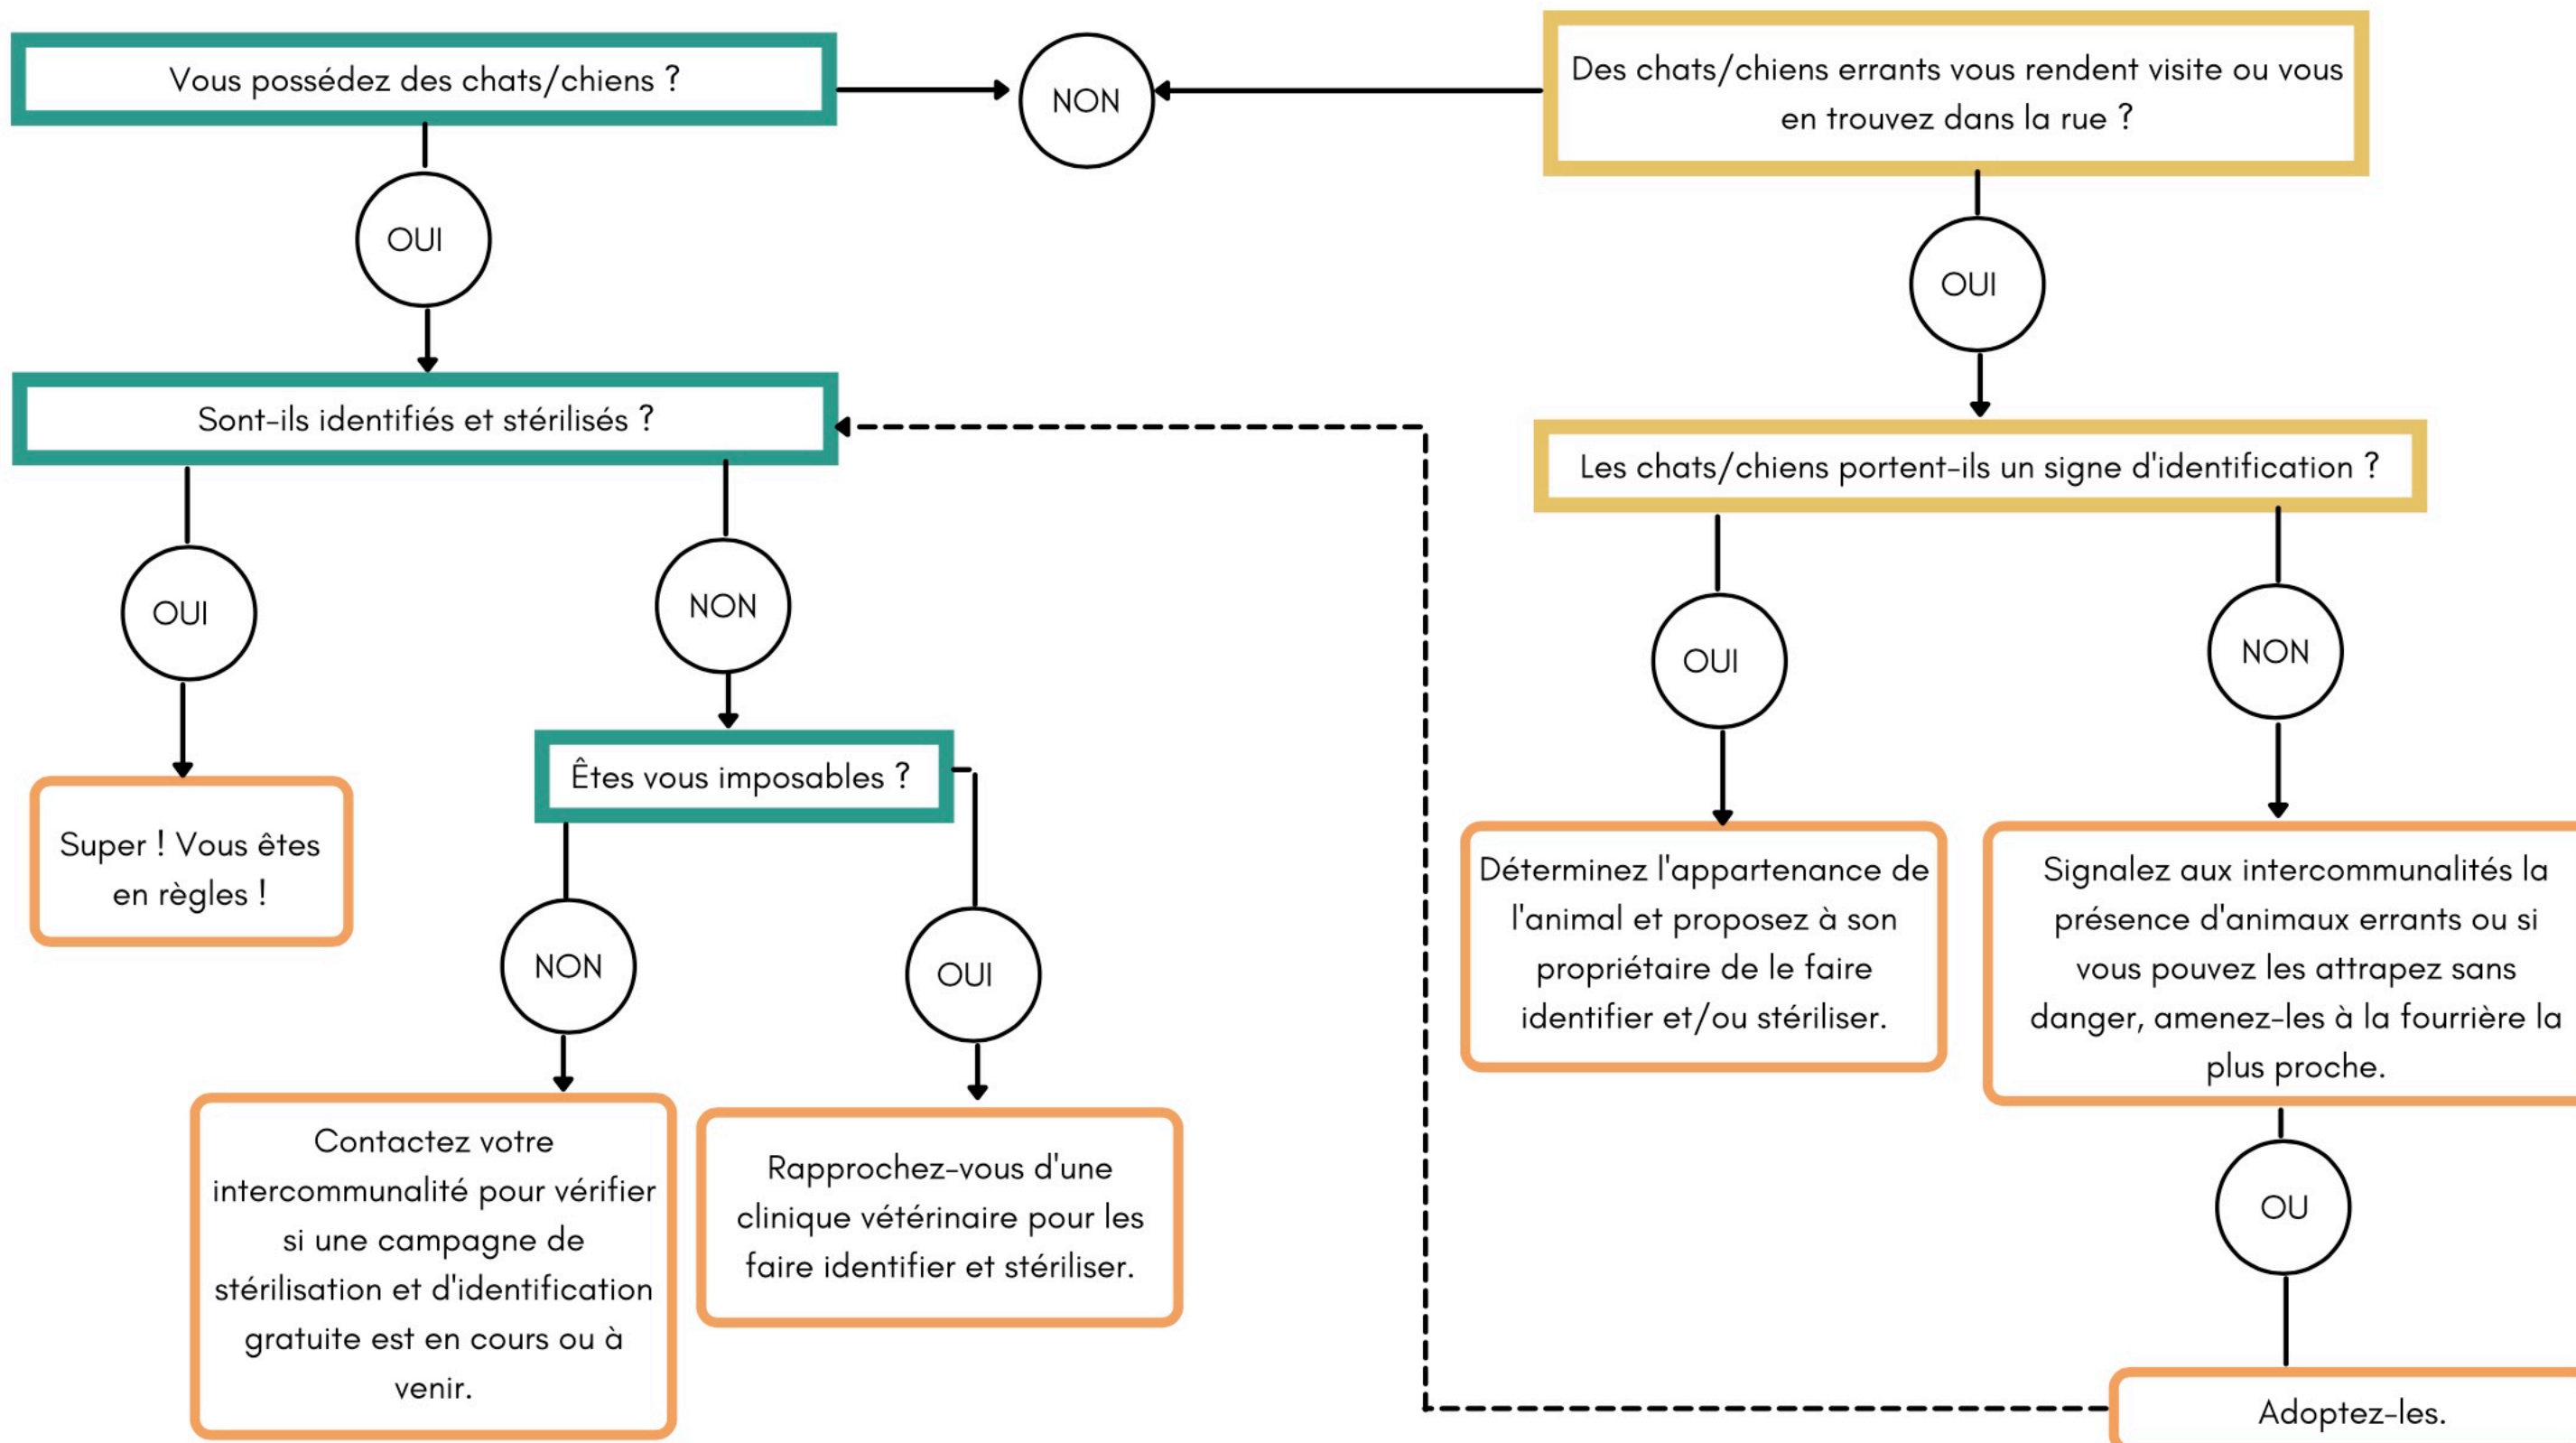 Vous possédez des chats/chiens ?
NON
Des chats/chiens errants vous rendent visite ou vous
en trouvez dans la rue ?
OUI
OUI
Sont-ils identifiés et stérilisés ?
Les chats/chiens portent-ils un signe d'identification ?
OUI
NON
OUI
NON
Êtes vous imposables ?
Super ! Vous êtes
en règles !
Déterminez l'appartenance de
l'animal et proposez à son
propriétaire de le faire
identifier et/ou stériliser.
Signalez aux intercommunalités la
présence d'animaux errants ou si
vous pouvez les attrapez sans
danger, amenez-les à la fourrière la
plus proche.
NON
OUI
Contactez votre
intercommunalité pour vérifier
si une campagne de
stérilisation et d'identification
gratuite est en cours ou à
venir.
Rapprochez-vous d'une
clinique vétérinaire pour les
faire identifier et stériliser.
OU
Adoptez-les.